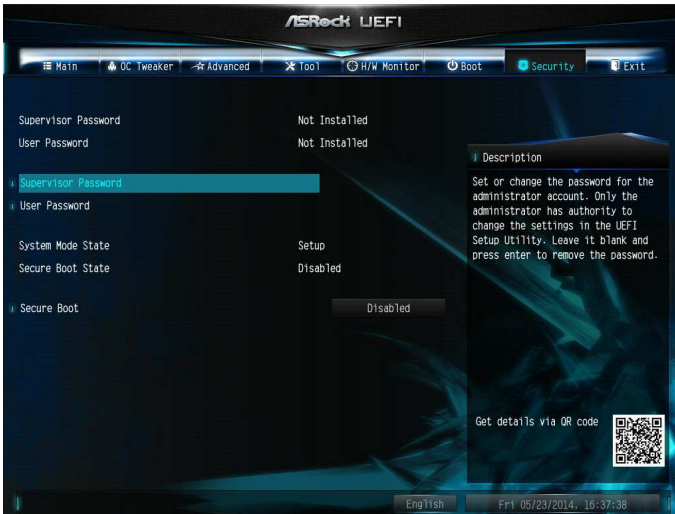 ASRock UEFI
Main OC Tweaker Advanced Tool H/W Monitor Boot Security Exit
Supervisor Password Not Installed
User Password Not Installed
Supervisor Password
User Password
System Mode State Setup
Secure Boot State Disabled
Secure Boot Disabled
Description
Set or change the password for the
administrator account. Only the
administrator has authority to
change the settings in the UEFI
Setup Utility. Leave it blank and
press enter to remove the password.
Get details via QR code
English Fri 05/23/2014, 16:37:38